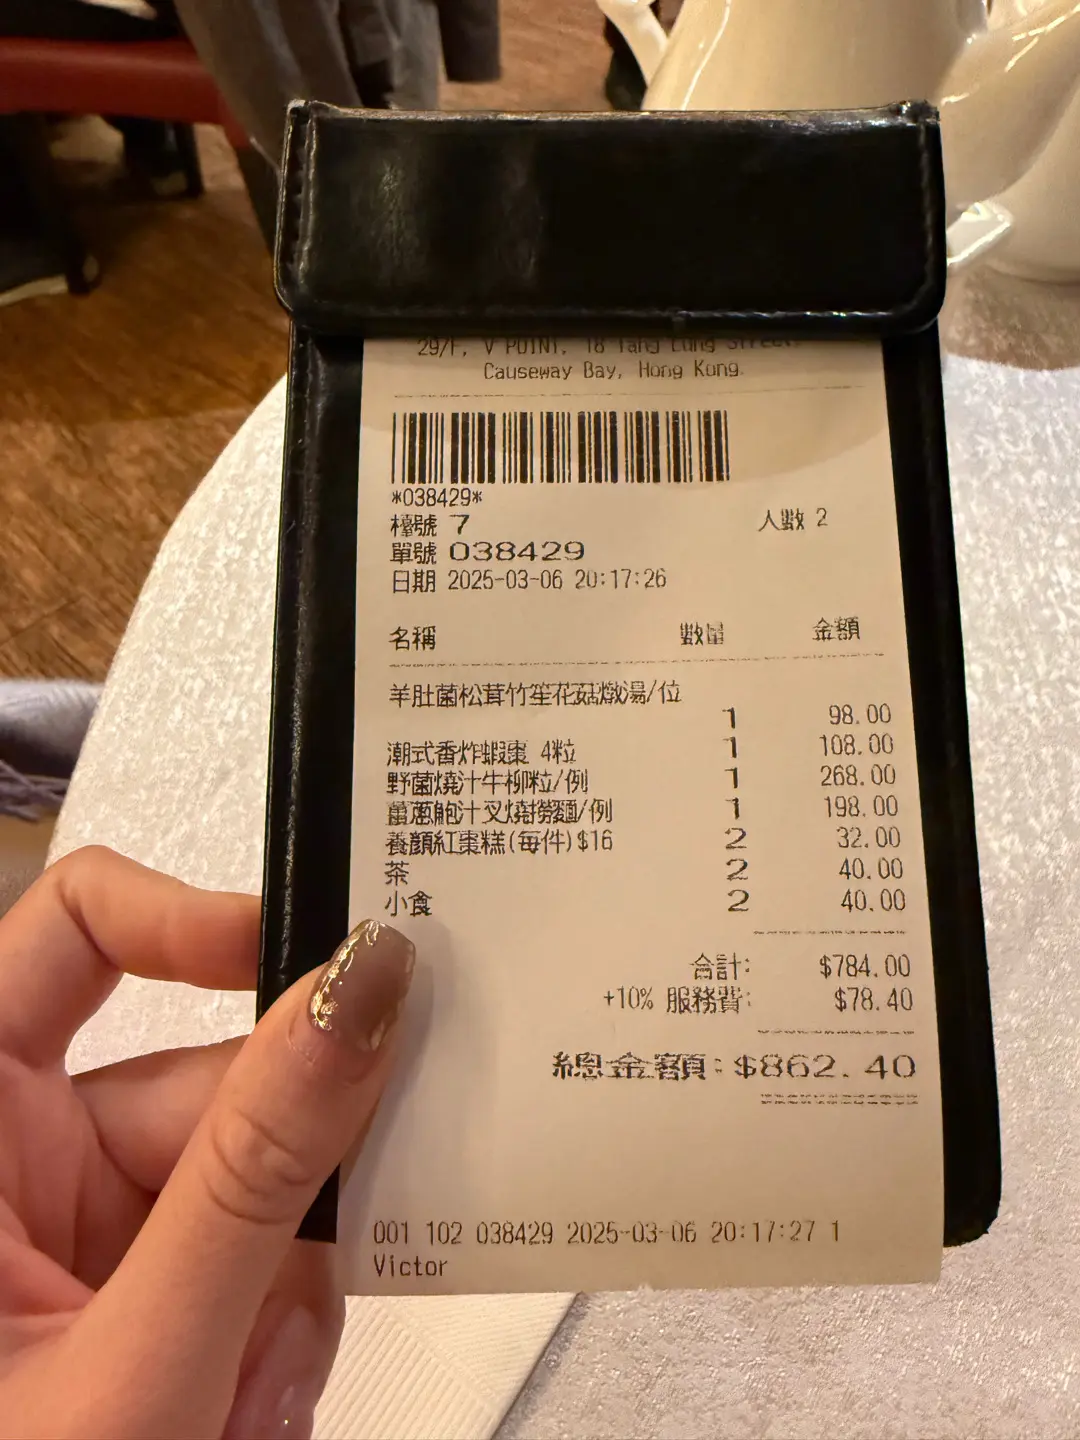 29/F, V POINT, 18 Tang Lung Street,
Causeway Bay, Hong Kong.
*038429*
檯號 7 人數 2
單號 038429
日期 2025-03-06 20:17:26
名稱 數量 金額
羊肚菌松茸竹笙花菇燉湯/位
1 98.00
潮式香炸蝦棗 4粒 1 108.00
野菌燒汁牛柳粒/例 1 268.00
薑蔥鮑汁叉燒撈麵/例 1 198.00
養顏紅棗糕(每件)$16 2 32.00
茶 2 40.00
小食 2 40.00
合計: $784.00
+10% 服務費: $78.40
總金額: $862.40
001 102 038429 2025-03-06 20:17:27 1
Victor